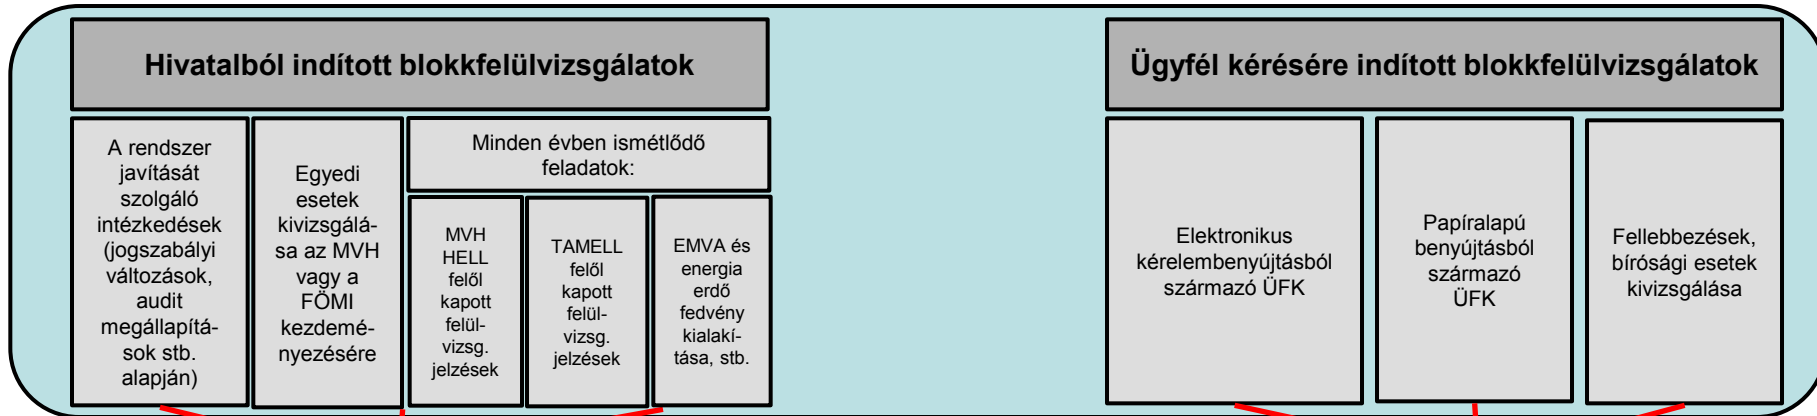 Hivatalból indított blokkfelülvizsgálatok
A rendszer
javítását
szolgáló
intézkedések
(jogszabályi
változások,
audit
megállapítá-
sok stb.
alapján)
Egyedi
esetek
kivizsgálá-
sa az MVH
vagy a
FÖMI
kezdemé-
nyezésére
Minden évben ismétlődő
feladatok:
MVH
HELL
felől
kapott
felül-
vizsg.
jelzések
TAMELL
felől
kapott
felül-
vizsg.
jelzések
EMVA és
energia
erdő
fedvény
kialakí-
tása, stb.
Ügyfél kérésére indított blokkfelülvizsgálatok
Elektronikus
kérelembenyújtásból
származó ÜFK
Papíralapú
benyújtásból
származó
ÜFK
Fellebbezések,
bírósági esetek
kivizsgálása